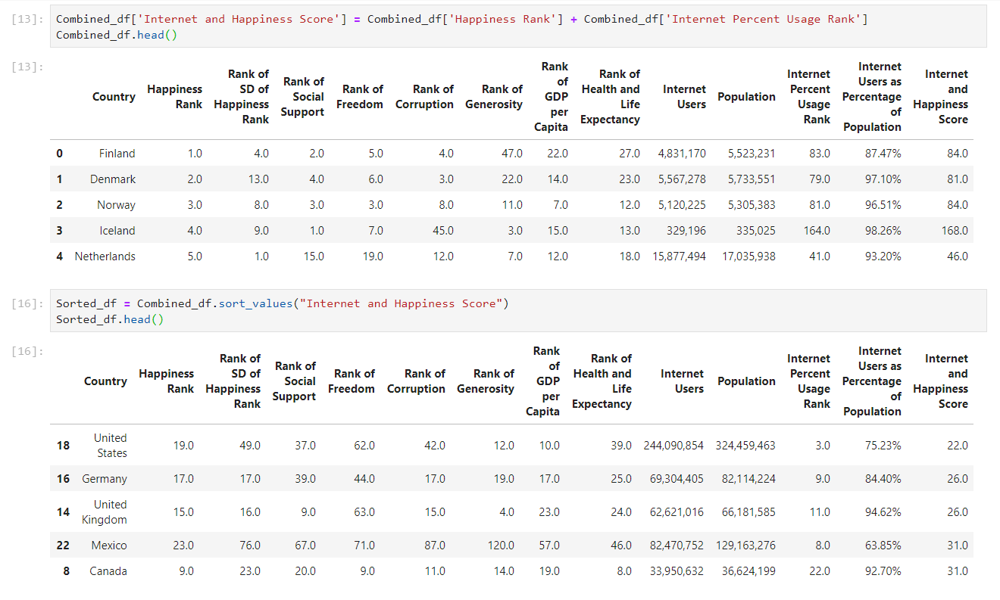 [13]: Combined_df['Internet and Happiness Score'] = Combined_df['Happiness Rank'] + Combined_df['Internet Percent Usage Rank']
Combined_df.head()
[13]:
Country Happiness Rank Rank of SD of Happiness Rank Rank of Social Support Rank of Freedom Rank of Corruption Rank of Generosity Rank of GDP per Capita Rank of Health and Life Expectancy Internet Users Population Internet Percent Usage Rank Internet Users as Percentage of Population Internet and Happiness Score
0 Finland 1.0 4.0 2.0 5.0 4.0 47.0 22.0 27.0 4,831,170 5,523,231 83.0 87.47% 84.0
1 Denmark 2.0 13.0 4.0 6.0 3.0 22.0 14.0 23.0 5,567,278 5,733,551 79.0 97.10% 81.0
2 Norway 3.0 8.0 3.0 3.0 8.0 11.0 7.0 12.0 5,120,225 5,305,383 81.0 96.51% 84.0
3 Iceland 4.0 9.0 1.0 7.0 45.0 3.0 15.0 13.0 329,196 335,025 164.0 98.26% 168.0
4 Netherlands 5.0 1.0 15.0 19.0 12.0 7.0 12.0 18.0 15,877,494 17,035,938 41.0 93.20% 46.0
[16]: Sorted_df = Combined_df.sort_values("Internet and Happiness Score")
Sorted_df.head()
[16]:
Country Happiness Rank Rank of SD of Happiness Rank Rank of Social Support Rank of Freedom Rank of Corruption Rank of Generosity Rank of GDP per Capita Rank of Health and Life Expectancy Internet Users Population Internet Percent Usage Rank Internet Users as Percentage of Population Internet and Happiness Score
18 United States 19.0 49.0 37.0 62.0 42.0 12.0 10.0 39.0 244,090,854 324,459,463 3.0 75.23% 22.0
16 Germany 17.0 17.0 39.0 44.0 17.0 19.0 17.0 25.0 69,304,405 82,114,224 9.0 84.40% 26.0
14 United Kingdom 15.0 16.0 9.0 63.0 15.0 4.0 23.0 24.0 62,621,016 66,181,585 11.0 94.62% 26.0
22 Mexico 23.0 76.0 67.0 71.0 87.0 120.0 57.0 46.0 82,470,752 129,163,276 8.0 63.85% 31.0
8 Canada 9.0 23.0 20.0 9.0 11.0 14.0 19.0 8.0 33,950,632 36,624,199 22.0 92.70% 31.0